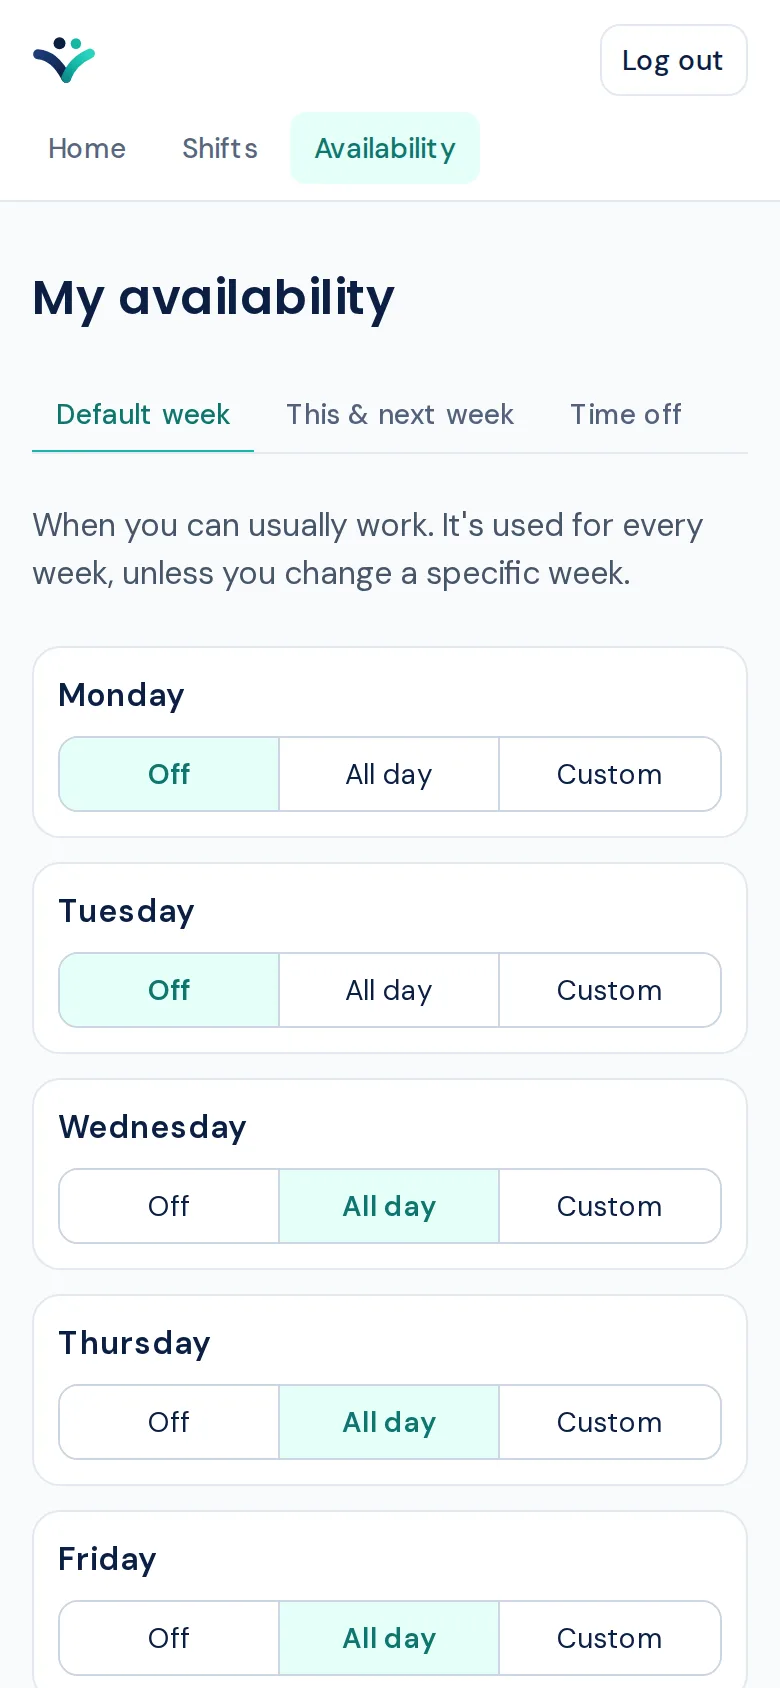 Log out
Home Shifts Availability
My availability
Default week This & next week Time off
When you can usually work. It's used for every
week, unless you change a specific week.
Monday
Off All day Custom
Tuesday
Off All day Custom
Wednesday
Off All day Custom
Thursday
Off All day Custom
Friday
Off All day Custom